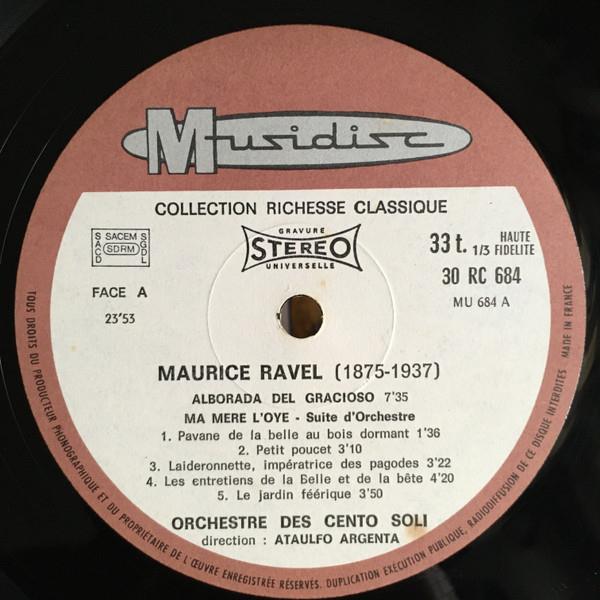 Musidisc
COLLECTION RICHESSE CLASSIQUE
SACD SACEM SDRM SGDL
GRAVURE
STEREO
UNIVERSELLE
33 t. 1/3 HAUTE FIDELITE
30 RC 684
MU 684 A
FACE A
23'53
MAURICE RAVEL (1875-1937)
ALBORADA DEL GRACIOSO 7'35
MA MERE L'OYE - Suite d'Orchestre
1. Pavane de la belle au bois dormant 1'36
2. Petit poucet 3'10
3. Laideronnette, impératrice des pagodes 3'22
4. Les entretiens de la Belle et de la bête 4'20
5. Le jardin féérique 3'50
ORCHESTRE DES CENTO SOLI
direction : ATAULFO ARGENTA
TOUS DROITS DU PRODUCTEUR PHONOGRAPHIQUE ET DU PROPRIETAIRE DE L'ŒUVRE ENREGISTRÉE RÉSERVÉS. DUPLICATION EXÉCUTION PUBLIQUE, RADIODIFFUSION DE CE DISQUE INTERDITES. MADE IN FRANCE